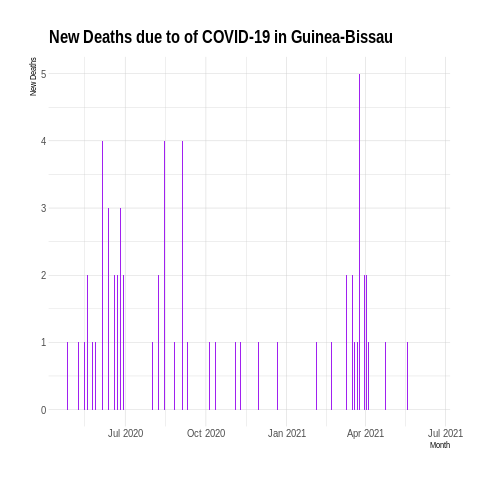 New Deaths due to of COVID-19 in Guinea-Bissau
New Deaths
5
4
3
2
1
0
Jul 2020 Oct 2020 Jan 2021 Apr 2021 Jul 2021
Month